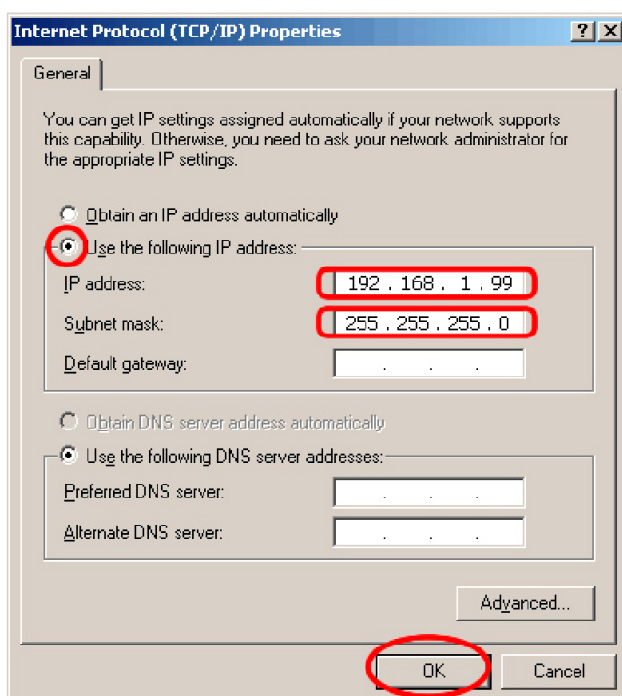 Internet Protocol (TCP/IP) Properties
General
You can get IP settings assigned automatically if your network supports
this capability. Otherwise, you need to ask your network administrator for
the appropriate IP settings.
Obtain an IP address automatically
Use the following IP address:
IP address: 192 . 168 . 1 . 99
Subnet mask: 255 . 255 . 255 . 0
Default gateway: . . .
Obtain DNS server address automatically
Use the following DNS server addresses:
Preferred DNS server: . . .
Alternate DNS server: . . .
Advanced...
OK Cancel